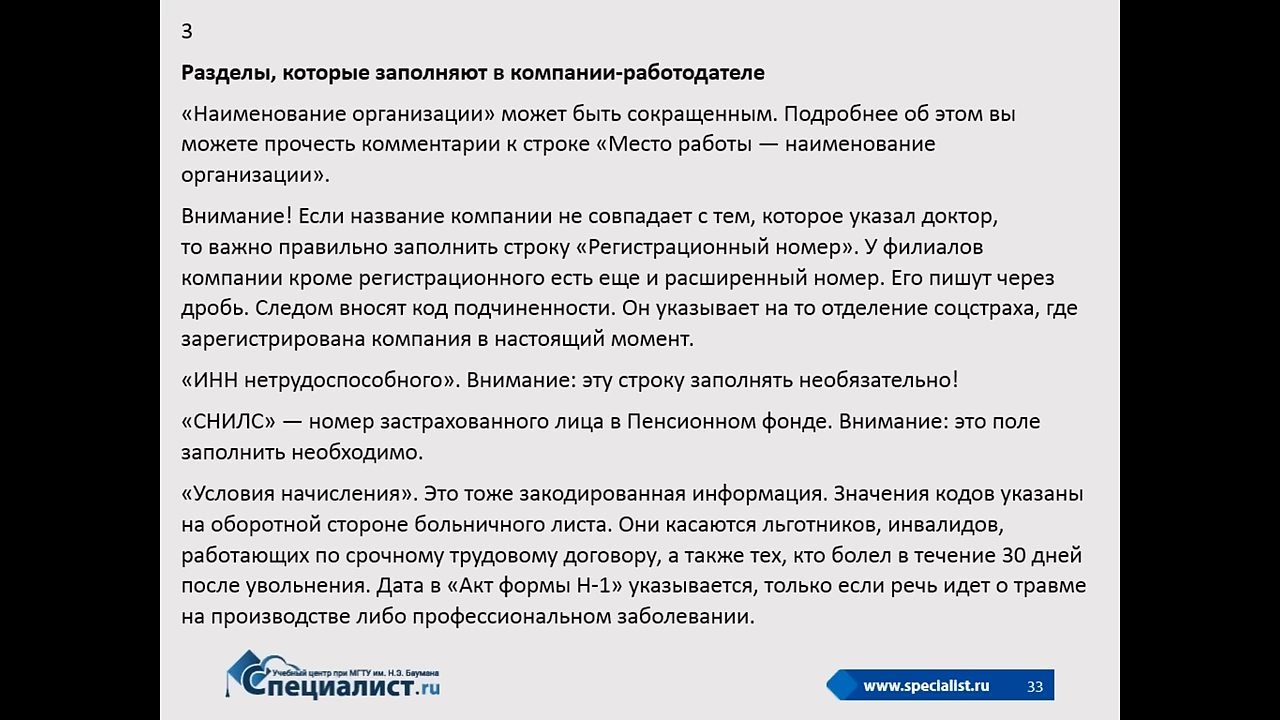 3
Разделы, которые заполняют в компании-работодателе
«Наименование организации» может быть сокращенным. Подробнее об этом вы
можете прочесть комментарии к строке «Место работы — наименование
организации».
Внимание! Если название компании не совпадает с тем, которое указал доктор,
то важно правильно заполнить строку «Регистрационный номер». У филиалов
компании кроме регистрационного есть еще и расширенный номер. Его пишут через
дробь. Следом вносят код подчиненности. Он указывает на то отделение соцстраха, где
зарегистрирована компания в настоящий момент.
«ИНН нетрудоспособного». Внимание: эту строку заполнять необязательно!
«СНИЛС» — номер застрахованного лица в Пенсионном фонде. Внимание: это поле
заполнить необходимо.
«Условия начисления». Это тоже закодированная информация. Значения кодов указаны
на оборотной стороне больничного листа. Они касаются льготников, инвалидов,
работающих по срочному трудовому договору, а также тех, кто болел в течение 30 дней
после увольнения. Дата в «Акт формы Н-1» указывается, только если речь идет о травме
на производстве либо профессиональном заболевании.
Учебный центр при МГТУ им. Н.Э. Баумана
Специалист.ru
www.specialist.ru 33